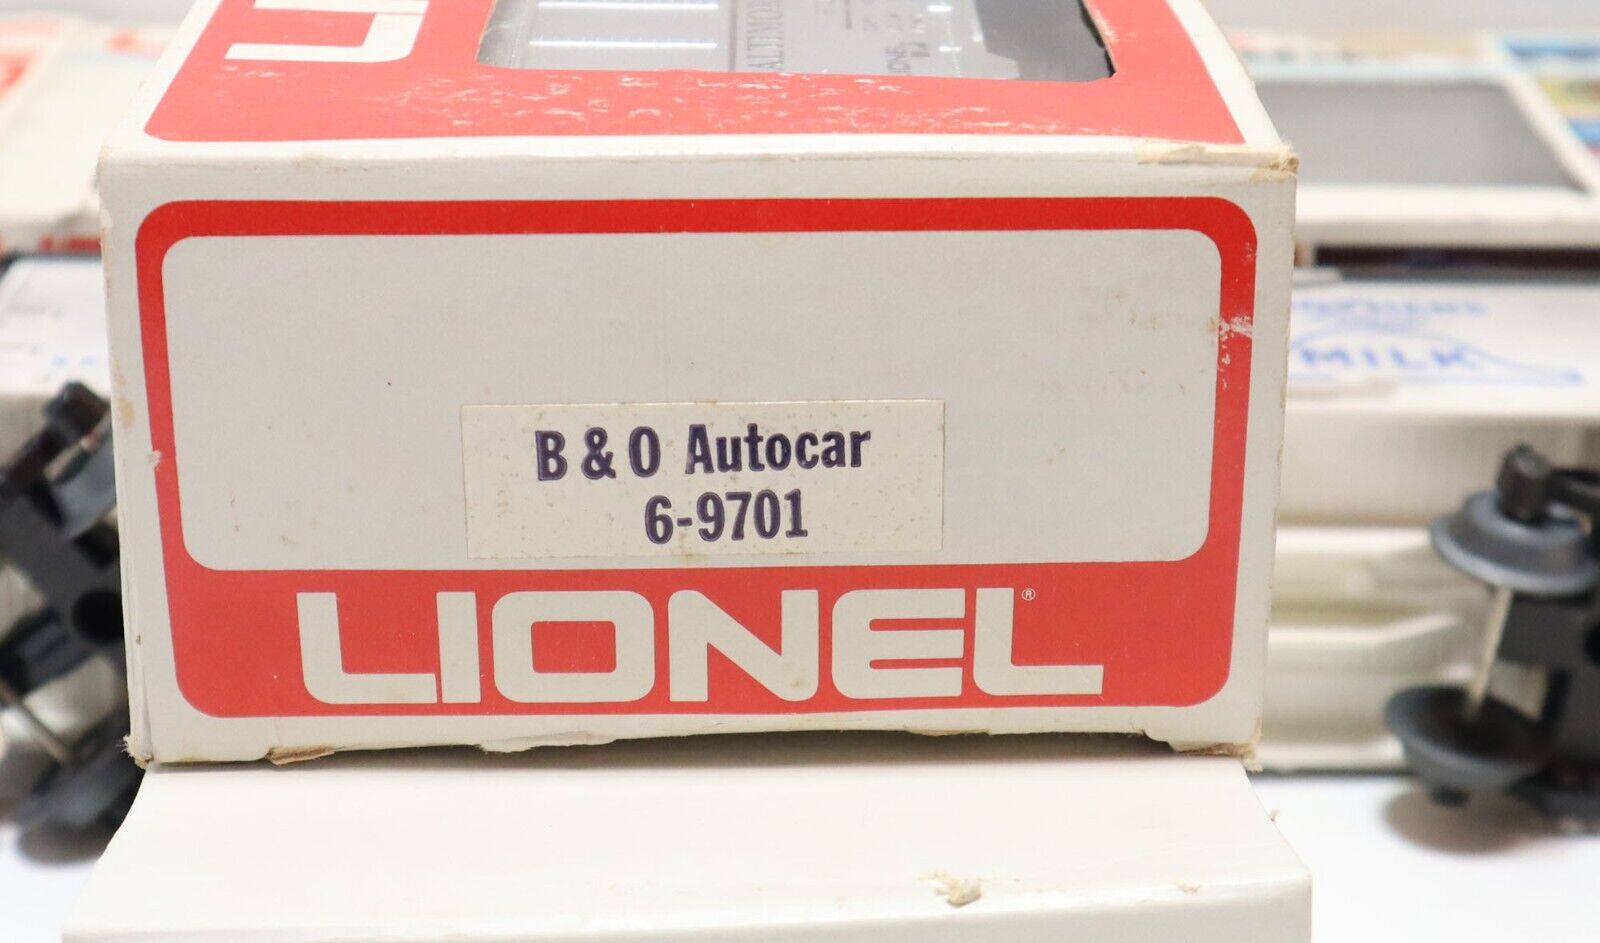 B & O Autocar
6-9701
LIONEL®
MILK